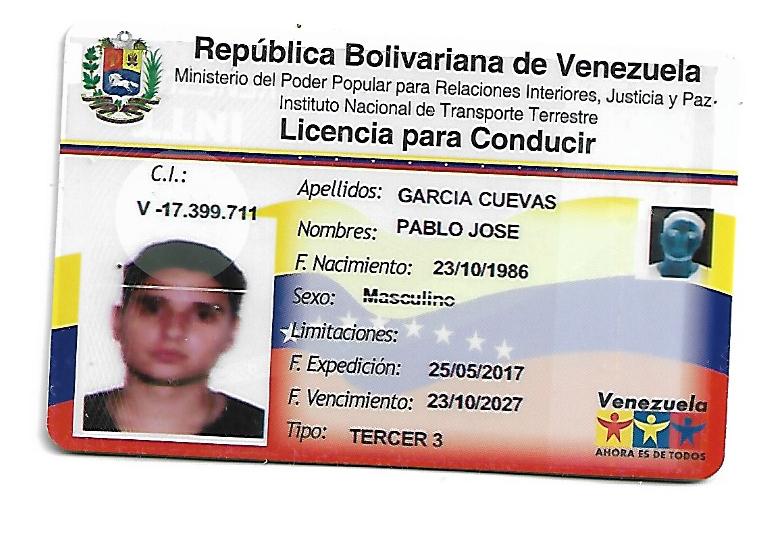 República Bolivariana de Venezuela
Ministerio del Poder Popular para Relaciones Interiores, Justicia y Paz.
Instituto Nacional de Transporte Terrestre
Licencia para Conducir
C.I.:
V -17.399.711
Apellidos: GARCIA CUEVAS
Nombres: PABLO JOSE
F. Nacimiento: 23/10/1986
Sexo: Masculino
Limitaciones:
F. Expedición: 25/05/2017
F. Vencimiento: 23/10/2027
Tipo: TERCER 3
Venezuela
AHORA ES DE TODOS